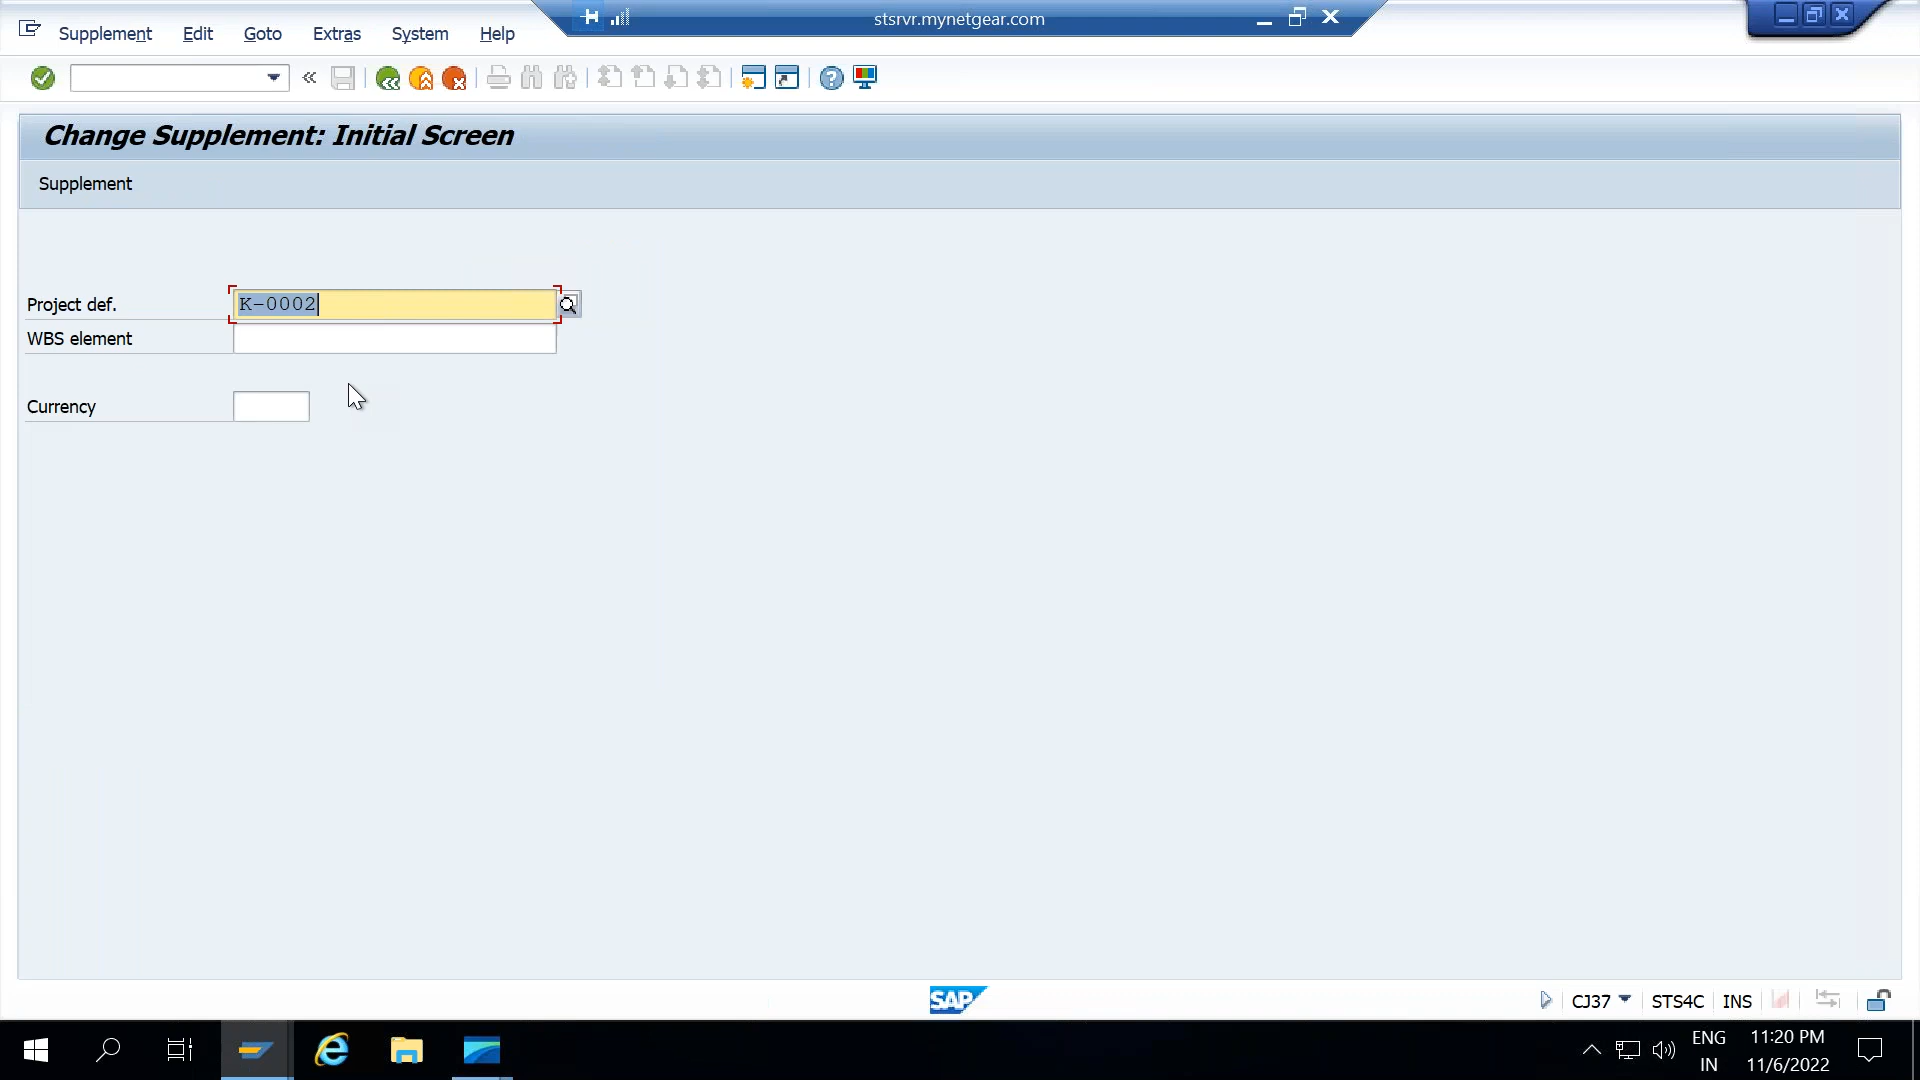 stsrvr.mynetgear.com
Supplement Edit Goto Extras System Help
Change Supplement: Initial Screen
Supplement
Project def. K-0002
WBS element
Currency
SAP
CJ37 STS4C INS
ENG 11:20 PM
IN 11/6/2022